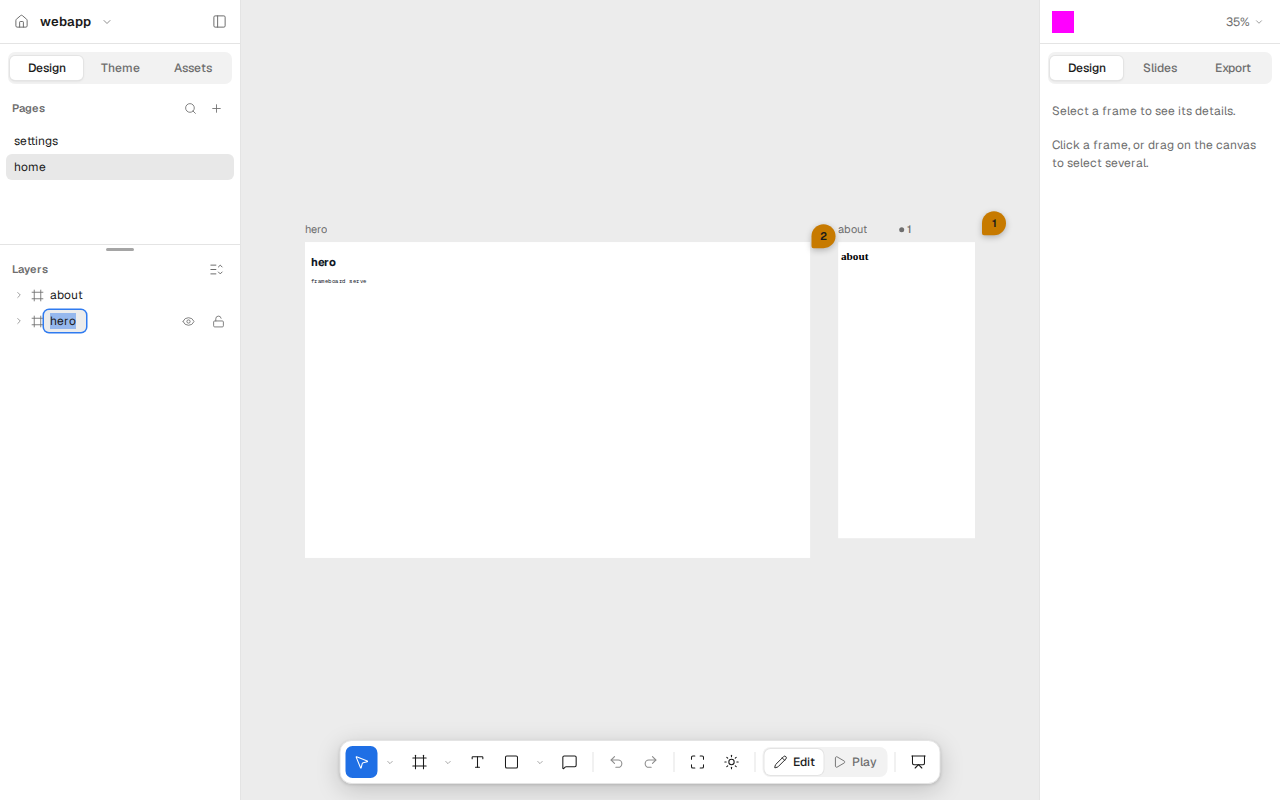 webapp
Design Theme Assets
Pages
settings
home
Layers
about
hero
hero
2
about 1
1
hero
frameboard serve
about
Edit Play
35%
Design Slides Export
Select a frame to see its details.
Click a frame, or drag on the canvas
to select several.